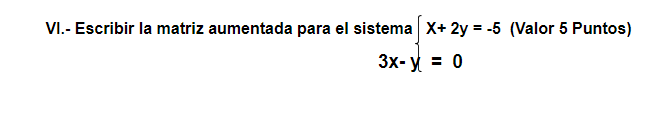 VI.- Escribir la matriz aumentada para el sistema { X+ 2y = -5 (Valor 5 Puntos)
3x- y = 0